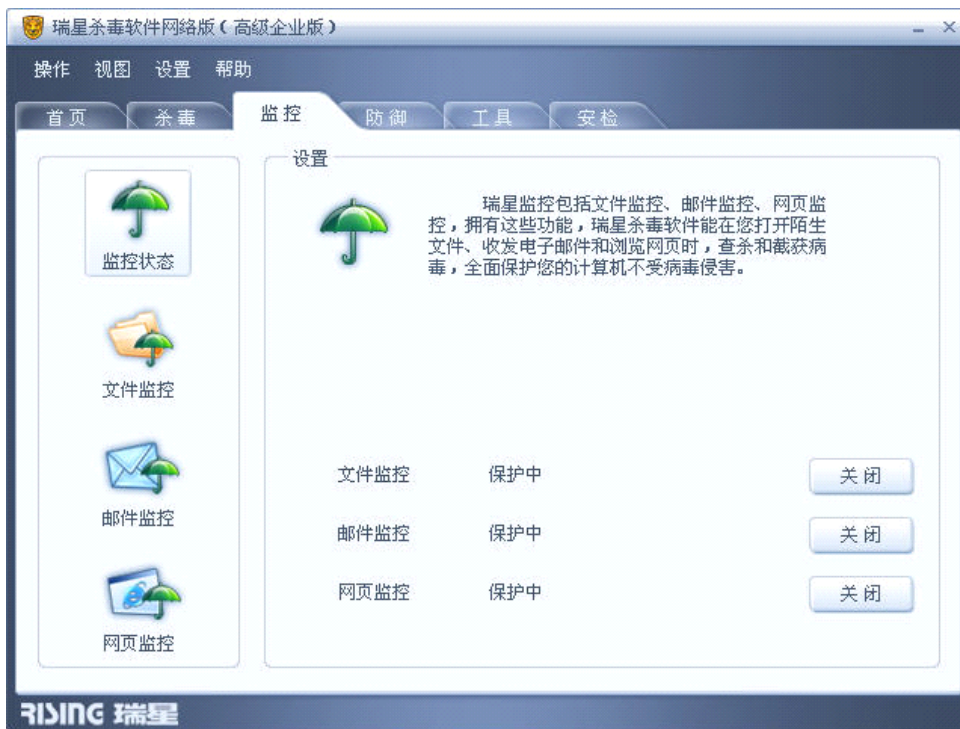 瑞星杀毒软件网络版（高级企业版）
操作 视图 设置 帮助
首页 杀毒 监控 防御 工具 安检
监控状态
文件监控
邮件监控
网页监控
设置
瑞星监控包括文件监控、邮件监控、网页监
控，拥有这些功能，瑞星杀毒软件能在您打开陌生
文件、收发电子邮件和浏览网页时，查杀和截获病
毒，全面保护您的计算机不受病毒侵害。
文件监控 保护中 关闭
邮件监控 保护中 关闭
网页监控 保护中 关闭
RISING 瑞星